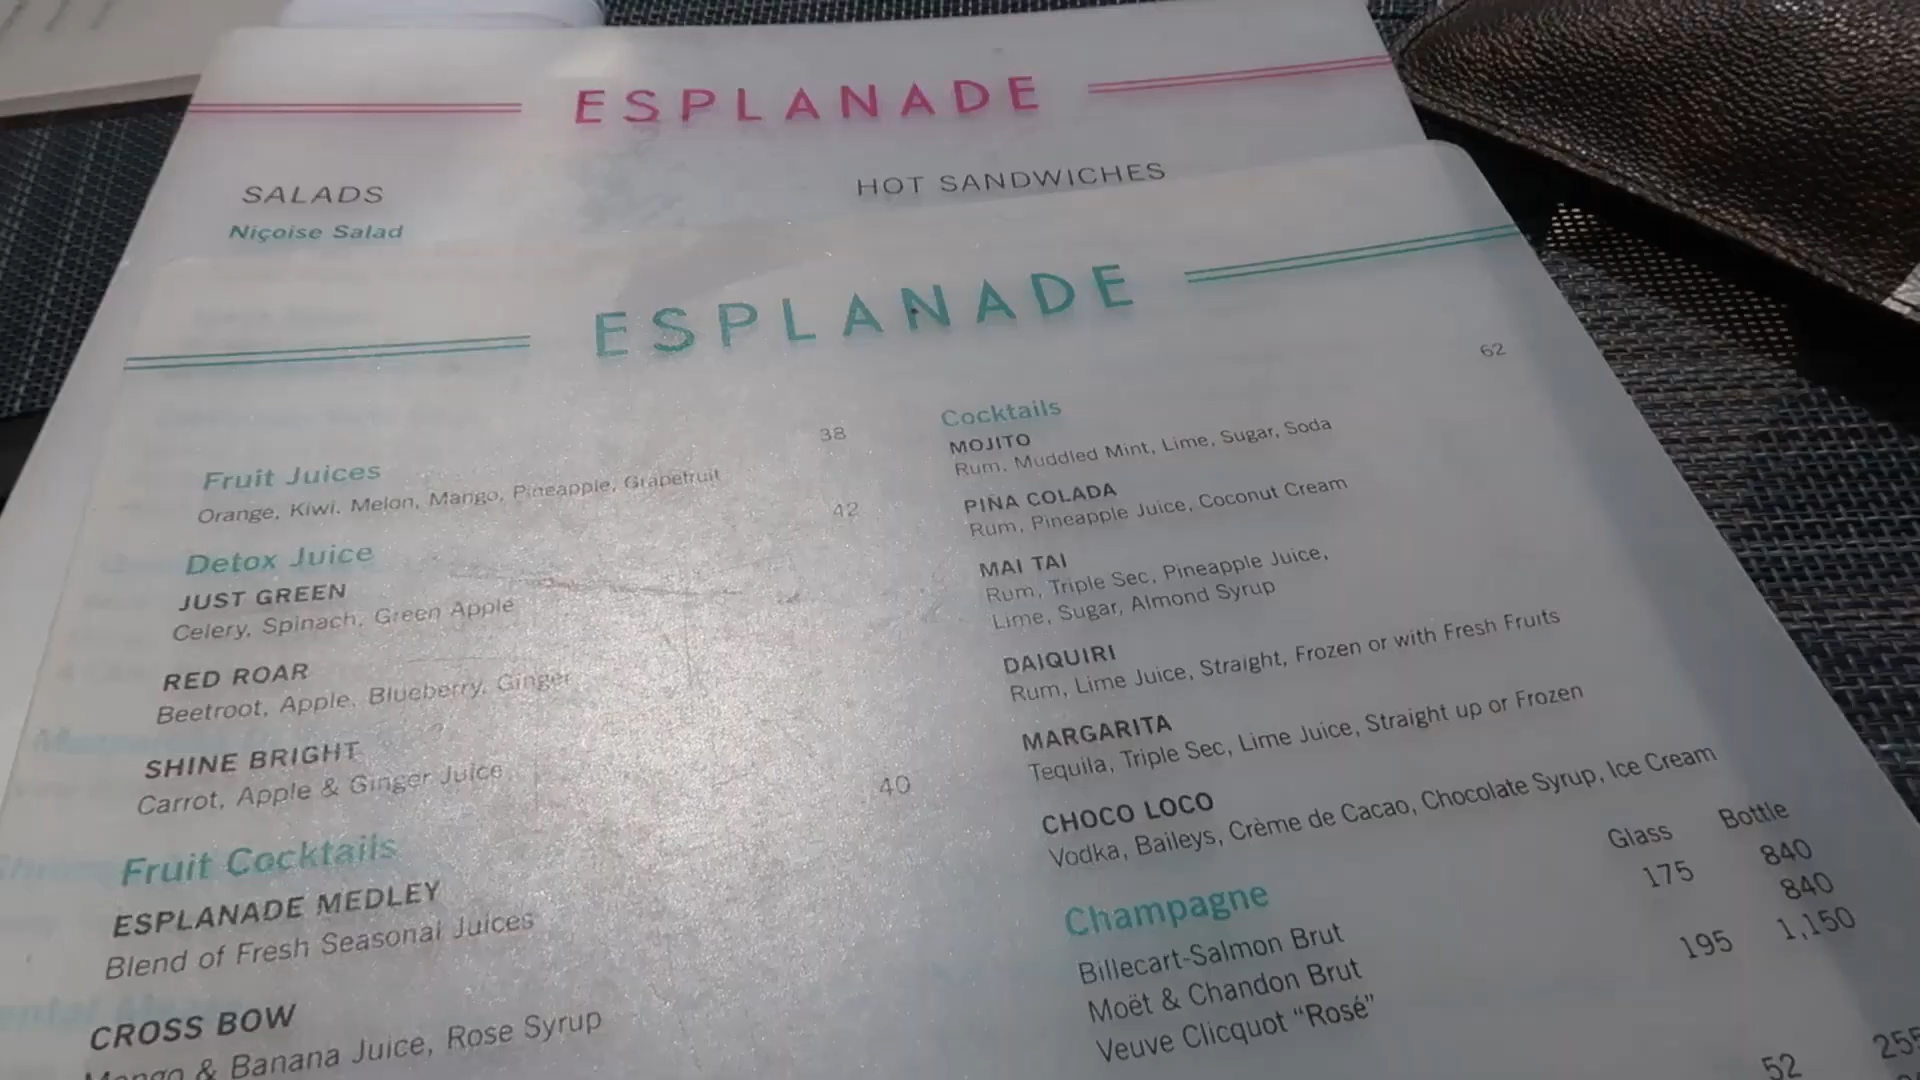 ESPLANADE
SALADS
Niçoise Salad
HOT SANDWICHES
ESPLANADE
Fruit Juices 38
Orange, Kiwi, Melon, Mango, Pineapple, Grapefruit
Detox Juice 42
JUST GREEN
Celery, Spinach, Green Apple
RED ROAR
Beetroot, Apple, Blueberry, Ginger
SHINE BRIGHT
Carrot, Apple & Ginger Juice
Fruit Cocktails 40
ESPLANADE MEDLEY
Blend of Fresh Seasonal Juices
CROSS BOW
Mango & Banana Juice, Rose Syrup
Cocktails 62
MOJITO
Rum, Muddled Mint, Lime, Sugar, Soda
PIÑA COLADA
Rum, Pineapple Juice, Coconut Cream
MAI TAI
Rum, Triple Sec, Pineapple Juice,
Lime, Sugar, Almond Syrup
DAIQUIRI
Rum, Lime Juice, Straight, Frozen or with Fresh Fruits
MARGARITA
Tequila, Triple Sec, Lime Juice, Straight up or Frozen
CHOCO LOCO
Vodka, Baileys, Crème de Cacao, Chocolate Syrup, Ice Cream
Champagne Glass Bottle
Billecart-Salmon Brut 175 840
Moët & Chandon Brut 840
Veuve Clicquot “Rosé” 195 1,150
52 255